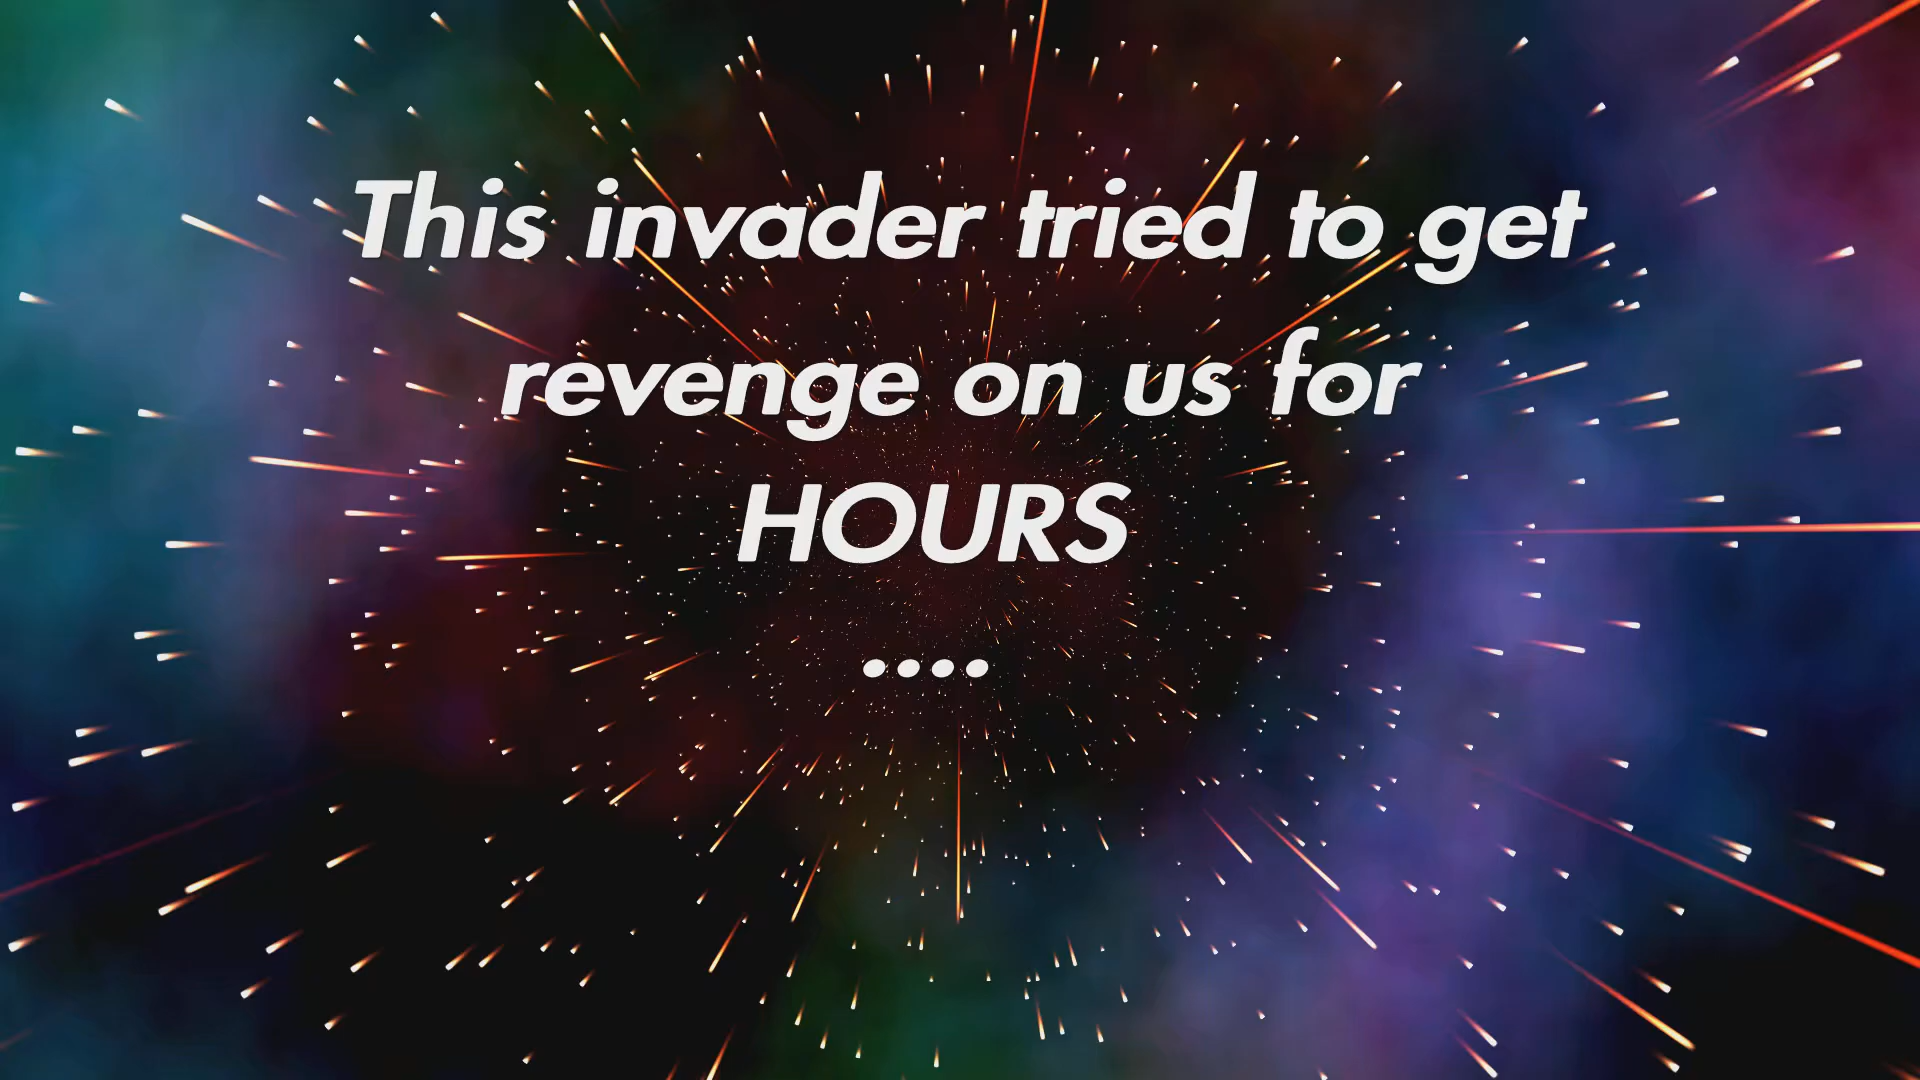 This invader tried to get
revenge on us for
HOURS
....